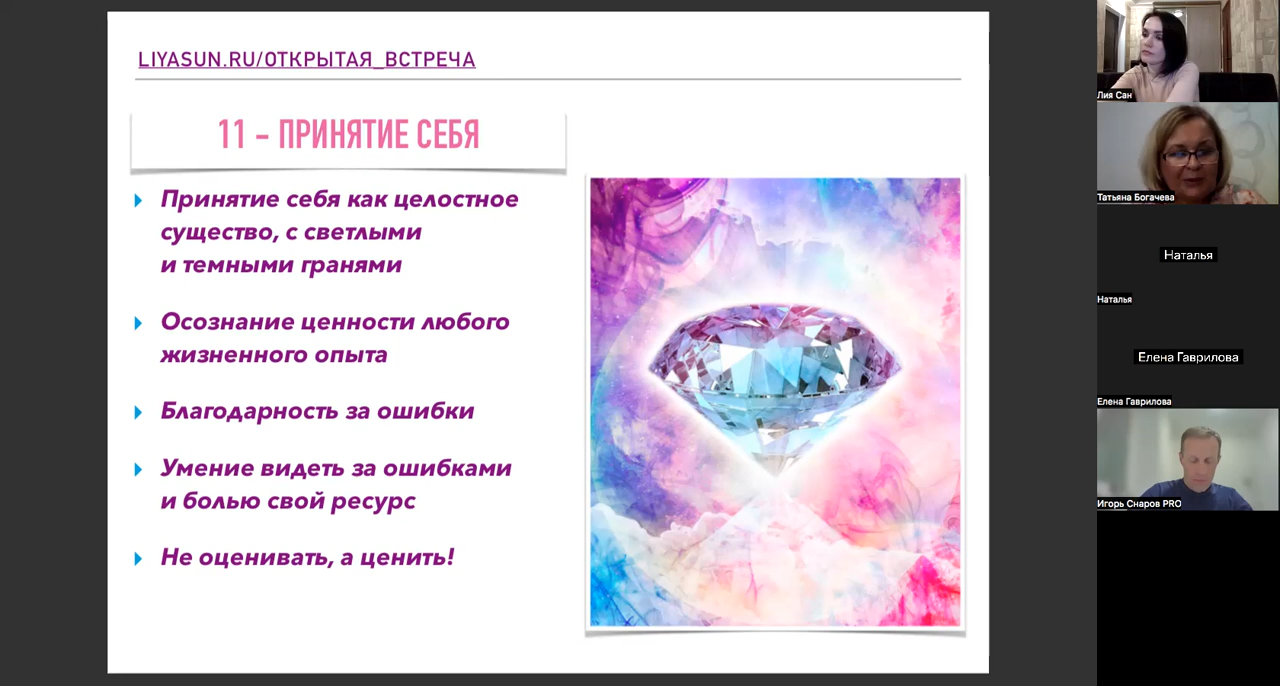 LIYASUN.RU/ОТКРЫТАЯ_ВСТРЕЧА
11 – ПРИНЯТИЕ СЕБЯ
Принятие себя как целостное
существо, с светлыми
и темными гранями
Осознание ценности любого
жизненного опыта
Благодарность за ошибки
Умение видеть за ошибками
и болью свой ресурс
Не оценивать, а ценить!
Лия Сан
Татьяна Богачева
Наталья
Наталья
Елена Гаврилова
Елена Гаврилова
Игорь Снаров PRO